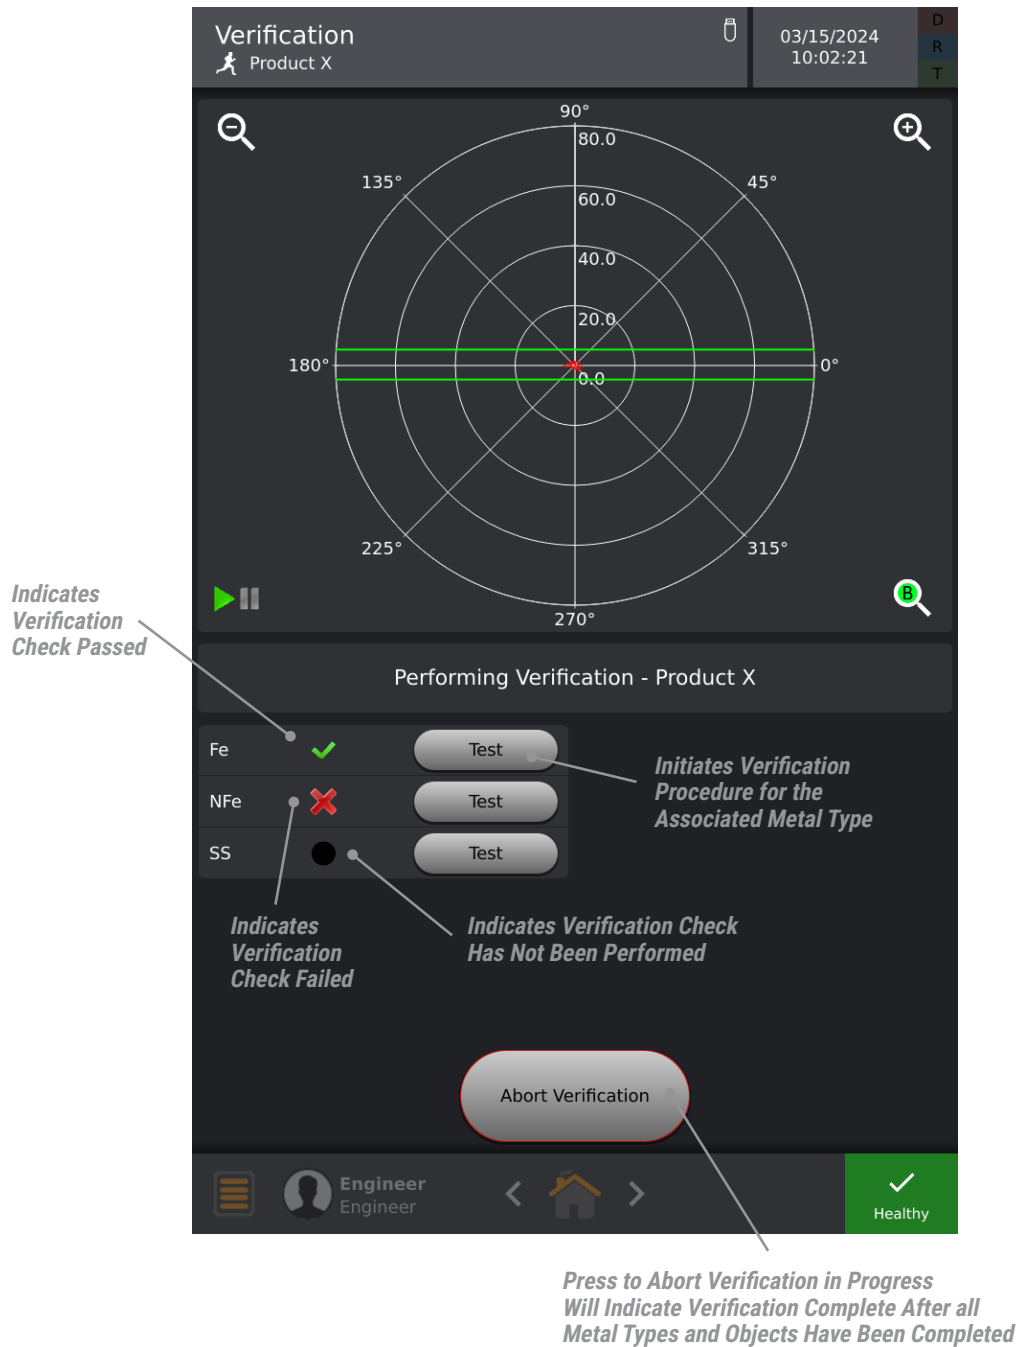 Verification
Product X
03/15/2024
10:02:21
D
R
T
90°
80.0
135°
45°
60.0
40.0
20.0
180°
0°
0.0
225°
315°
B
270°
Indicates
Verification
Check Passed
Performing Verification - Product X
Fe
Test
NFe
Test
SS
Test
Initiates Verification
Procedure for the
Associated Metal Type
Indicates
Verification
Check Failed
Indicates Verification Check
Has Not Been Performed
Abort Verification
Engineer
Engineer
Healthy
Press to Abort Verification in Progress
Will Indicate Verification Complete After all
Metal Types and Objects Have Been Completed